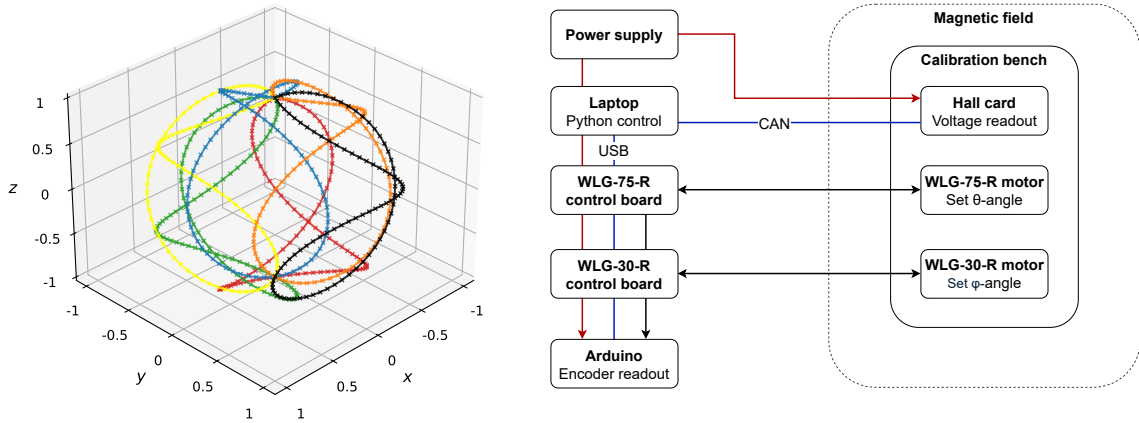 1
0.5
0
-0.5
-1
z
-1
-0.5
0
0.5
1
y
-1
-0.5
0
0.5
1
x
Power supply
Laptop
Python control
USB
CAN
WLG-75-R
control board
WLG-30-R
control board
Arduino
Encoder readout
Magnetic field
Calibration bench
Hall card
Voltage readout
WLG-75-R motor
Set θ-angle
WLG-30-R motor
Set φ-angle